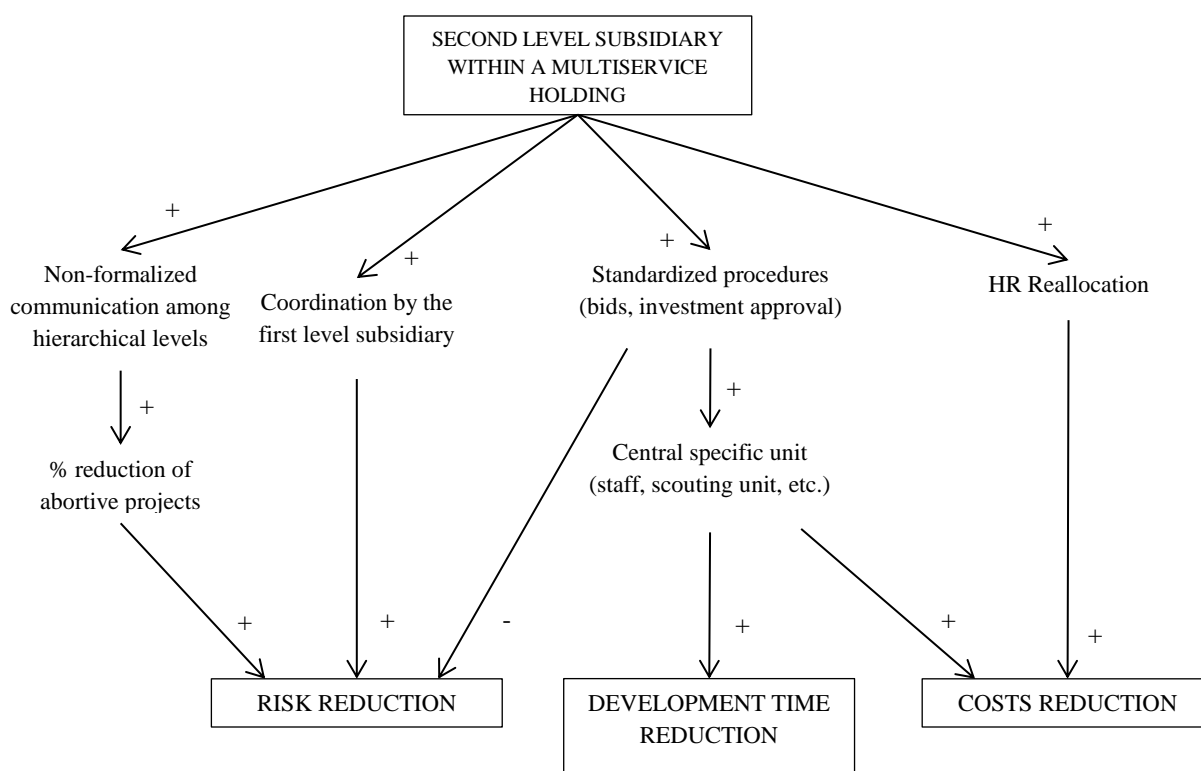 SECOND LEVEL SUBSIDIARY
WITHIN A MULTISERVICE
HOLDING
+
+
+
+
Non-formalized
communication among
hierarchical levels
Coordination by the
first level subsidiary
Standardized procedures
(bids, investment approval)
HR Reallocation
+
+
% reduction of
abortive projects
Central specific unit
(staff, scouting unit, etc.)
+
+
-
+
+
+
RISK REDUCTION
DEVELOPMENT TIME
REDUCTION
COSTS REDUCTION